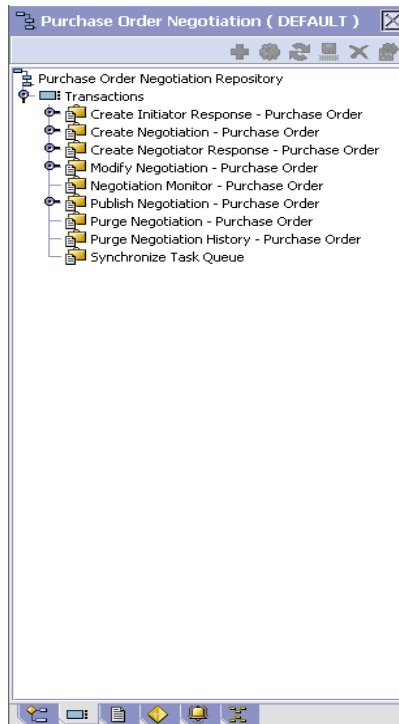 Purchase Order Negotiation ( DEFAULT )
Purchase Order Negotiation Repository
Transactions
Create Initiator Response - Purchase Order
Create Negotiation - Purchase Order
Create Negotiator Response - Purchase Order
Modify Negotiation - Purchase Order
Negotiation Monitor - Purchase Order
Publish Negotiation - Purchase Order
Purge Negotiation - Purchase Order
Purge Negotiation History - Purchase Order
Synchronize Task Queue